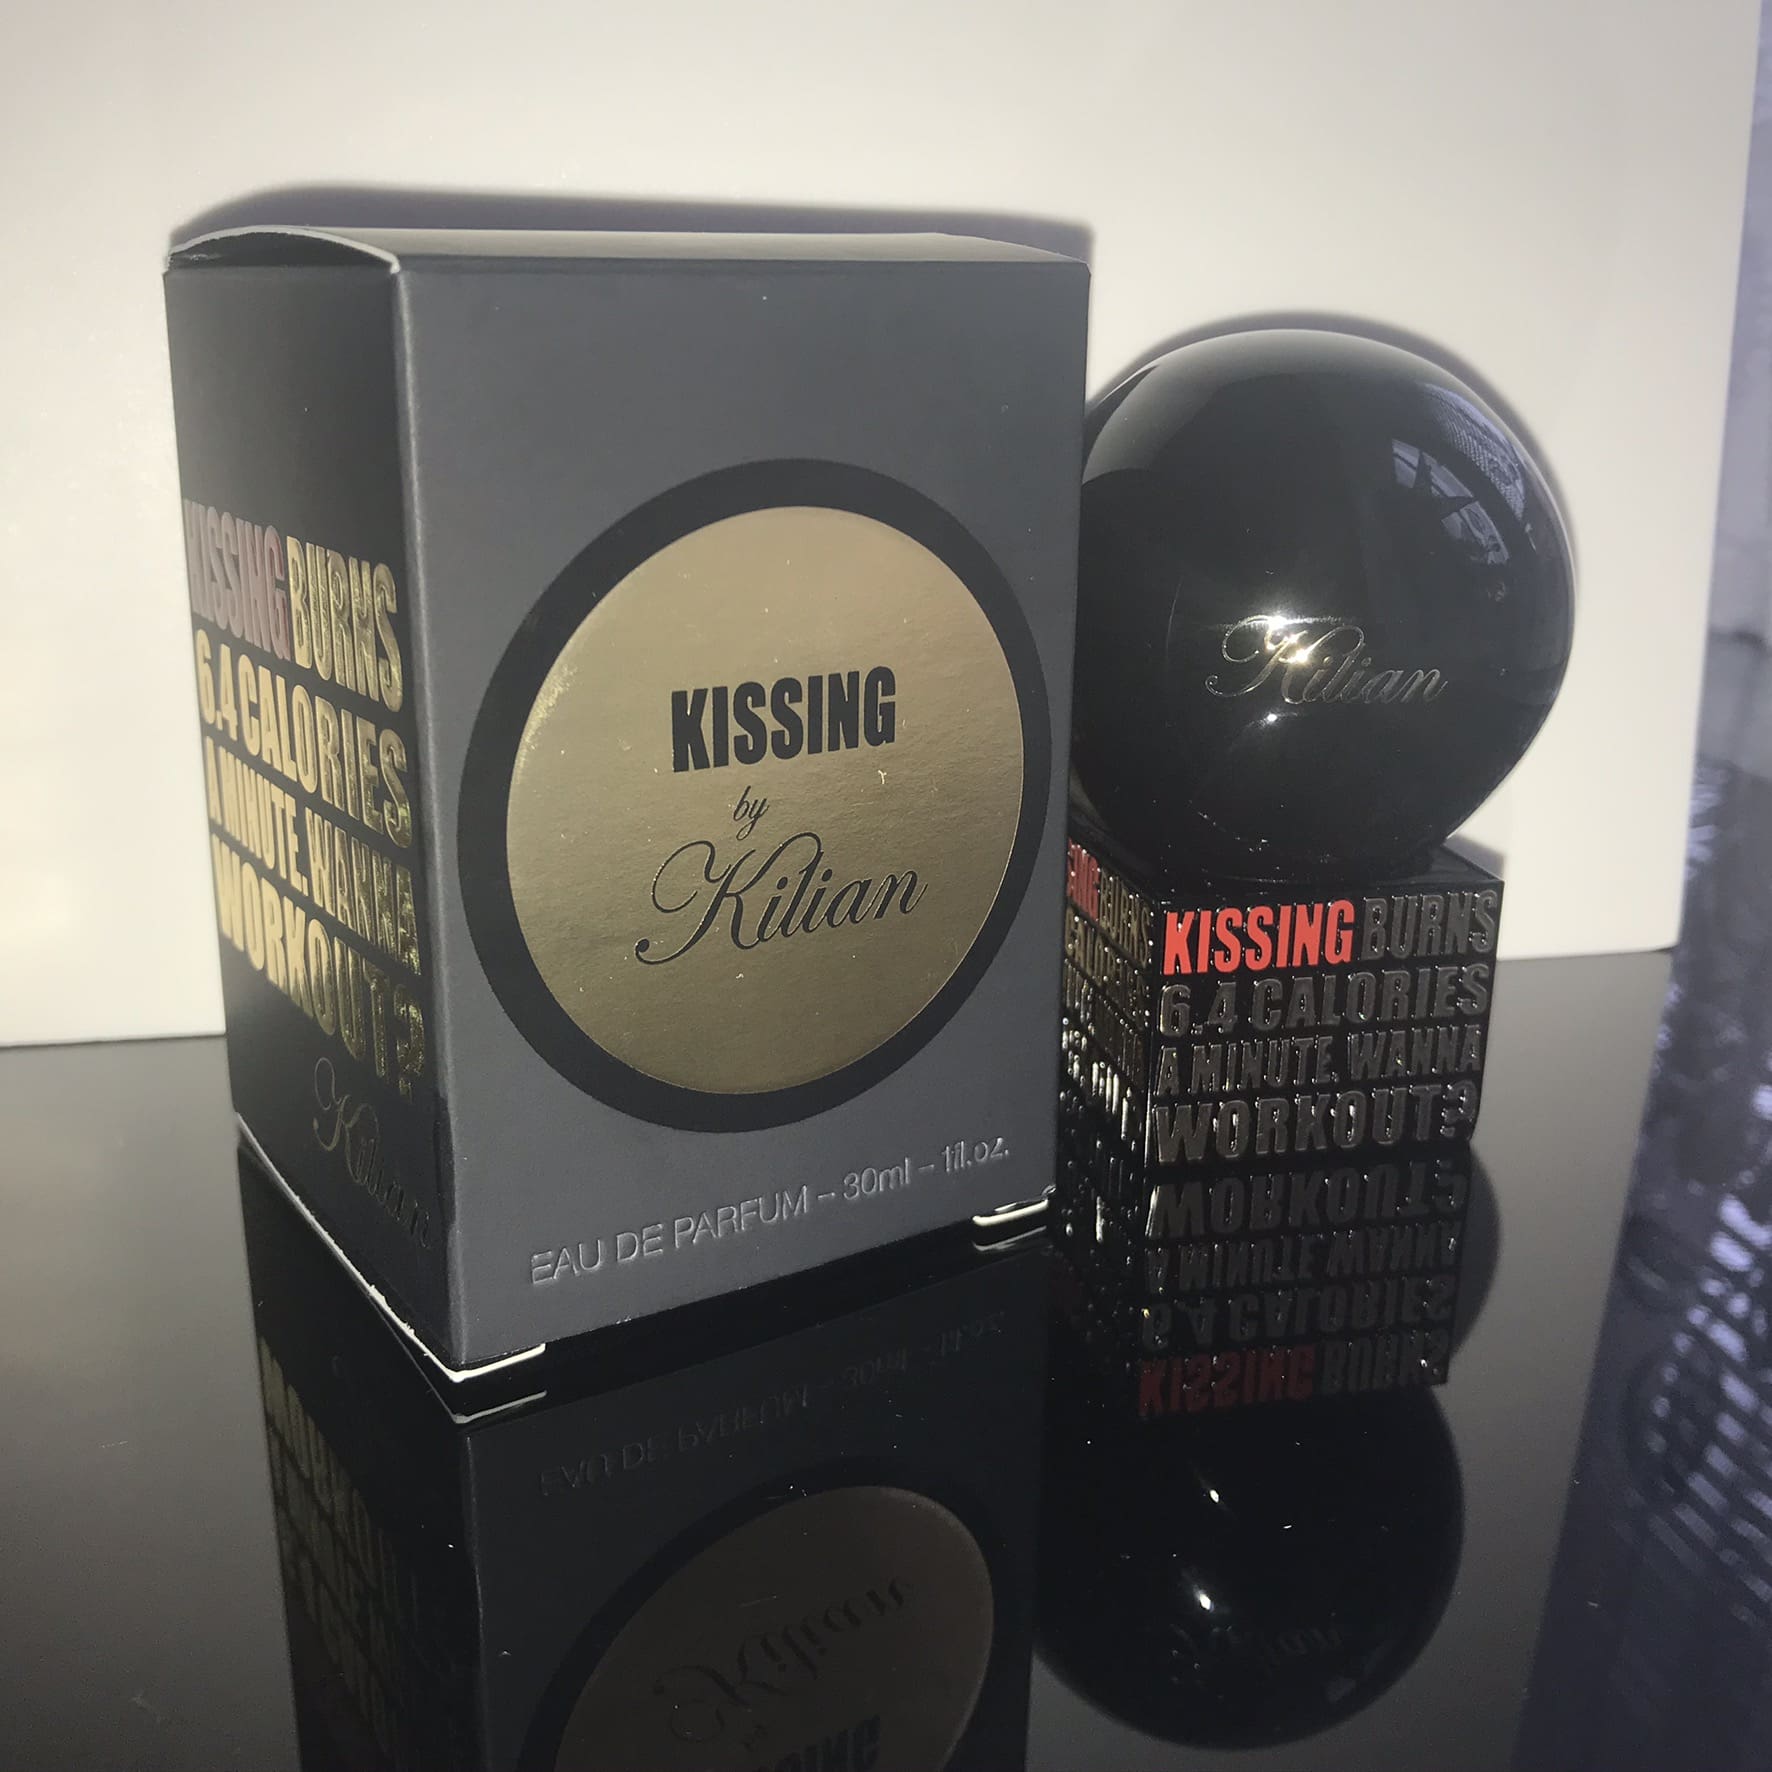 KISSING BURNS
6.4 CALORIES
A MINUTE. WANNA
WORKOUT?
Kilian
KISSING
by
Kilian
EAU DE PARFUM – 30ml – 1fl.oz.
Kilian
KISSING BURNS
6.4 CALORIES
A MINUTE. WANNA
WORKOUT?